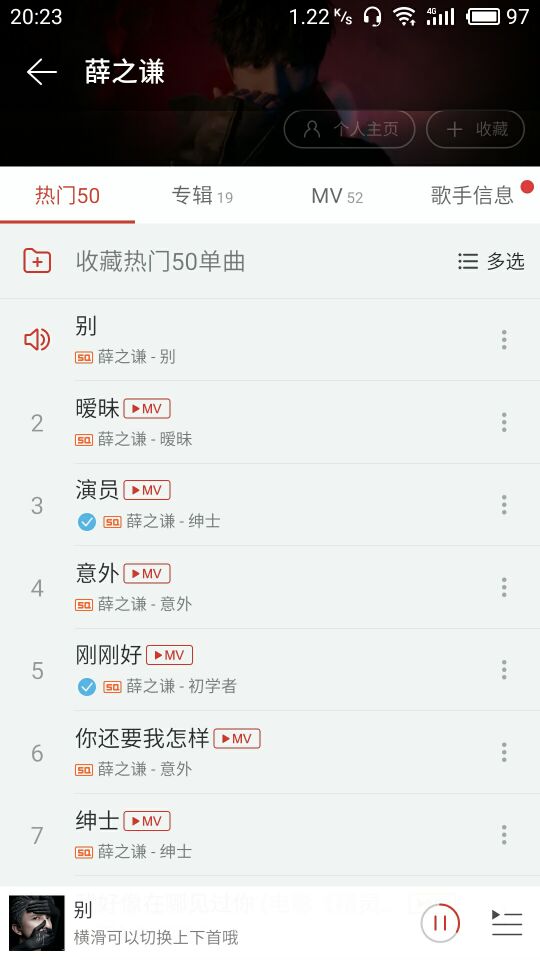 20:23 1.22 K/s 4G 97
薛之谦
个人主页 收藏
热门50 专辑 19 MV 52 歌手信息
收藏热门50单曲 多选
别
SQ 薛之谦 - 别
2 暧昧 MV
SQ 薛之谦 - 暧昧
3 演员 MV
SQ 薛之谦 - 绅士
4 意外 MV
SQ 薛之谦 - 意外
5 刚刚好 MV
SQ 薛之谦 - 初学者
6 你还要我怎样 MV
SQ 薛之谦 - 意外
7 绅士 MV
SQ 薛之谦 - 绅士
别
横滑可以切换上下首哦